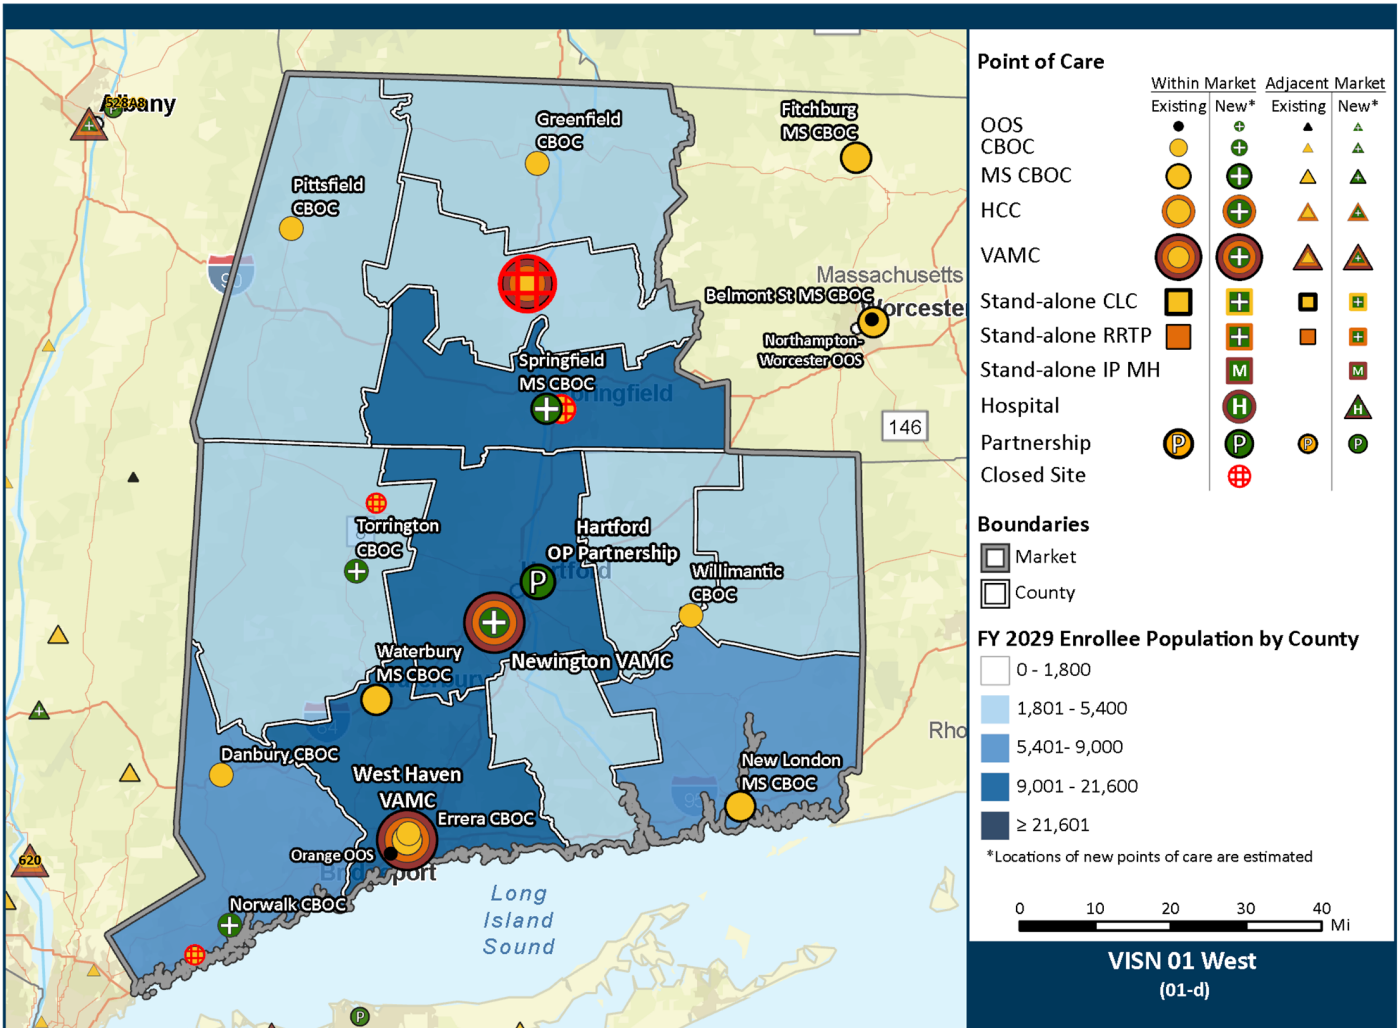 Albany
528A8
Fitchburg
MS CBOC
Greenfield
CBOC
Pittsfield
CBOC
90
Massachusetts
Belmont St MS CBOC
Worcester
Northampton-
Worcester OOS
Springfield
MS CBOC
Springfield
146
Torrington
CBOC
Hartford
OP Partnership
Hartford
Willimantic
CBOC
Waterbury
MS CBOC
Waterbury
Newington VAMC
84
Rho
Danbury CBOC
New London
MS CBOC
95
West Haven
VAMC
Errera CBOC
Orange OOS
Bridgeport
620
Norwalk CBOC
Long
Island
Sound
Point of Care
Within Market Adjacent Market
Existing New* Existing New*
OOS
CBOC
MS CBOC
HCC
VAMC
Stand-alone CLC
Stand-alone RRTP
Stand-alone IP MH
M M
Hospital
H H
Partnership
P P P P
Closed Site
Boundaries
Market
County
FY 2029 Enrollee Population by County
0 - 1,800
1,801 - 5,400
5,401- 9,000
9,001 - 21,600
≥ 21,601
*Locations of new points of care are estimated
0 10 20 30 40
Mi
VISN 01 West
(01-d)